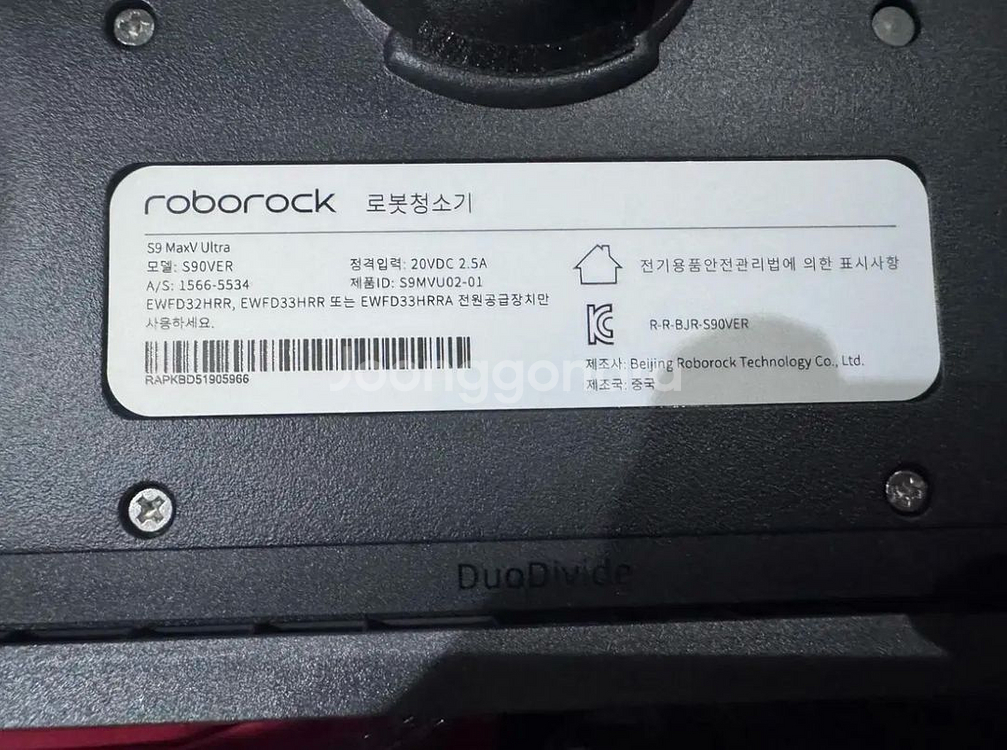 roborock 로봇청소기
S9 MaxV Ultra
모델: S90VER 정격입력: 20VDC 2.5A
A/S: 1566-5534 제품ID: S9MVU02-01
EWFD32HRR, EWFD33HRR 또는 EWFD33HRRA 전원공급장치만
사용하세요.
RAPKBD51905966
전기용품안전관리법에 의한 표시사항
R-R-BJR-S90VER
제조사: Beijing Roborock Technology Co., Ltd.
제조국: 중국
Joonggonara
DuoDivide